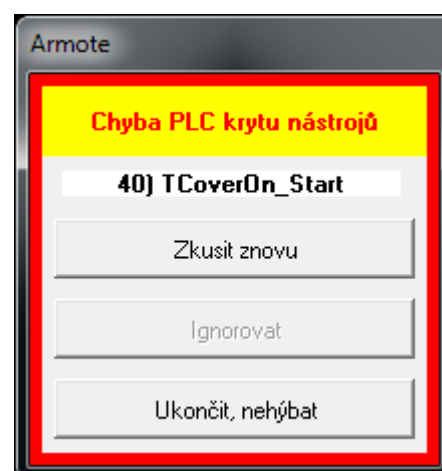 Armote
Chyba PLC krytu nástrojů
40) TCoverOn_Start
Zkusit znovu
Ignorovat
Ukončit, nehýbat